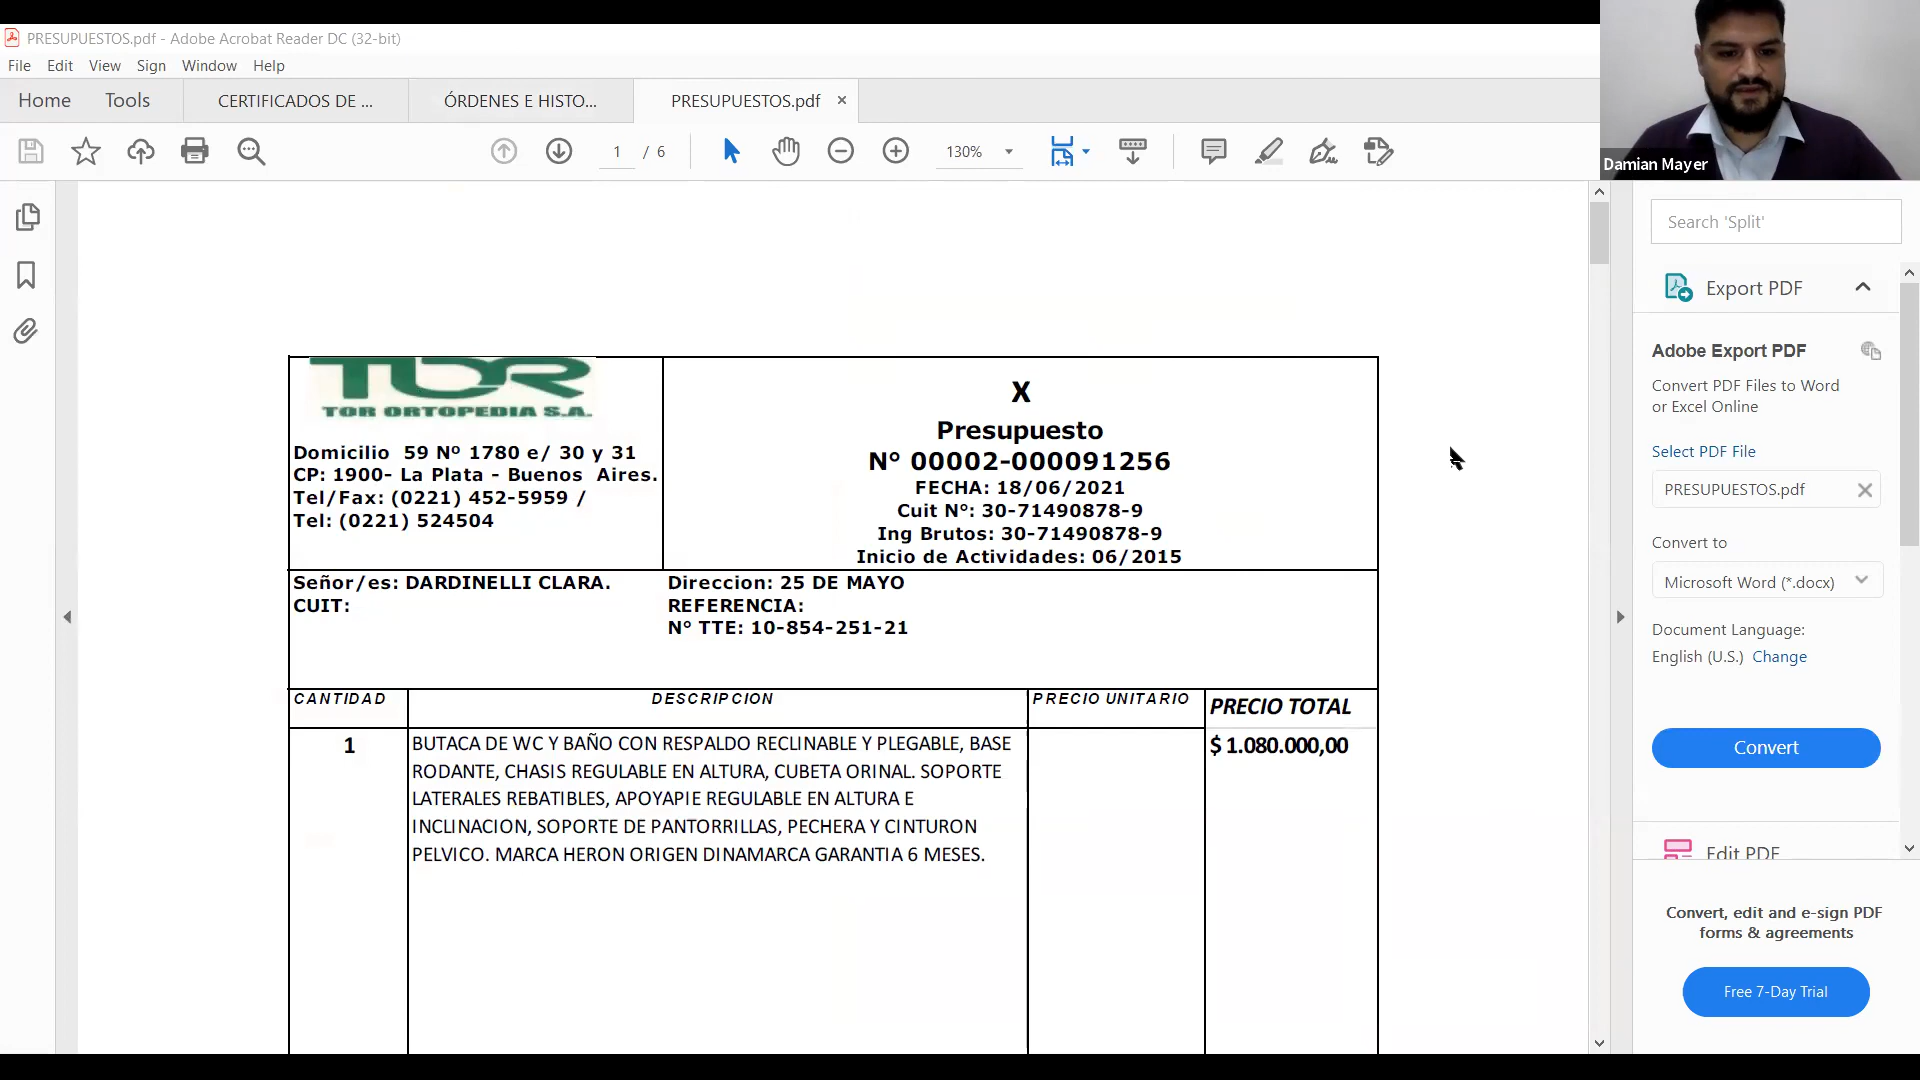 PRESUPUESTOS.pdf - Adobe Acrobat Reader DC (32-bit)
File Edit View Sign Window Help
Home Tools CERTIFICADOS DE ... ÓRDENES E HISTO... PRESUPUESTOS.pdf ×
1 / 6 130%
Damian Mayer
Search 'Split'
Export PDF
Adobe Export PDF
Convert PDF Files to Word
or Excel Online
Select PDF File
PRESUPUESTOS.pdf
Convert to
Microsoft Word (*.docx)
Document Language:
English (U.S.) Change
Convert
Edit PDF
Convert, edit and e-sign PDF
forms & agreements
Free 7-Day Trial
TOR
TOR ORTOPEDIA S.A.
Domicilio 59 Nº 1780 e/ 30 y 31
CP: 1900- La Plata - Buenos Aires.
Tel/Fax: (0221) 452-5959 /
Tel: (0221) 524504
X
Presupuesto
N° 00002-000091256
FECHA: 18/06/2021
Cuit N°: 30-71490878-9
Ing Brutos: 30-71490878-9
Inicio de Actividades: 06/2015
Señor/es: DARDINELLI CLARA.
CUIT:
Direccion: 25 DE MAYO
REFERENCIA:
N° TTE: 10-854-251-21
CANTIDAD DESCRIPCION PRECIO UNITARIO PRECIO TOTAL
1
BUTACA DE WC Y BAÑO CON RESPALDO RECLINABLE Y PLEGABLE, BASE
RODANTE, CHASIS REGULABLE EN ALTURA, CUBETA ORINAL. SOPORTE
LATERALES REBATIBLES, APOYAPIE REGULABLE EN ALTURA E
INCLINACION, SOPORTE DE PANTORRILLAS, PECHERA Y CINTURON
PELVICO. MARCA HERON ORIGEN DINAMARCA GARANTIA 6 MESES.
$ 1.080.000,00